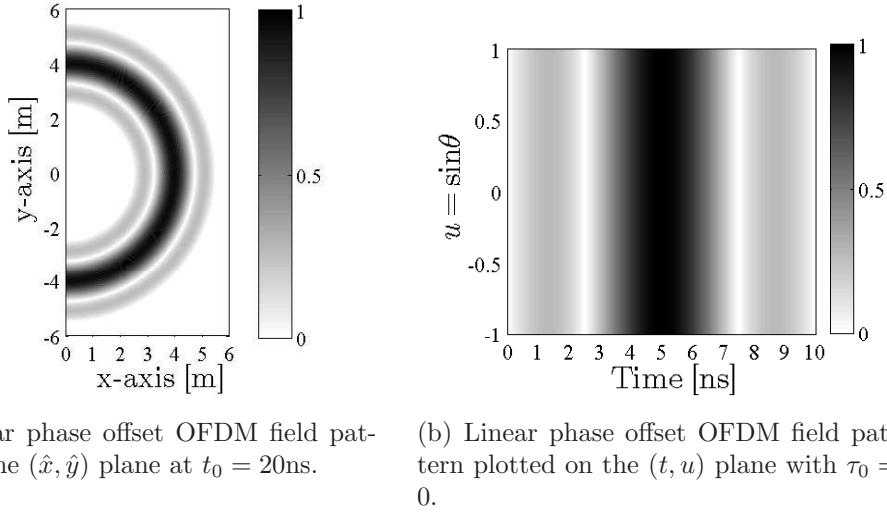 6
4
2
0
-2
-4
-6
y-axis [m]
0 1 2 3 4 5 6
x-axis [m]
1
0.5
0
1
0.5
0
-0.5
-1
u = sinθ
0 1 2 3 4 5 6 7 8 9 10
Time [ns]
1
0.5
0
ar phase offset OFDM field pat-
ne (x̂, ŷ) plane at t₀ = 20ns.
(b) Linear phase offset OFDM field pat
tern plotted on the (t, u) plane with τ₀ =
0.